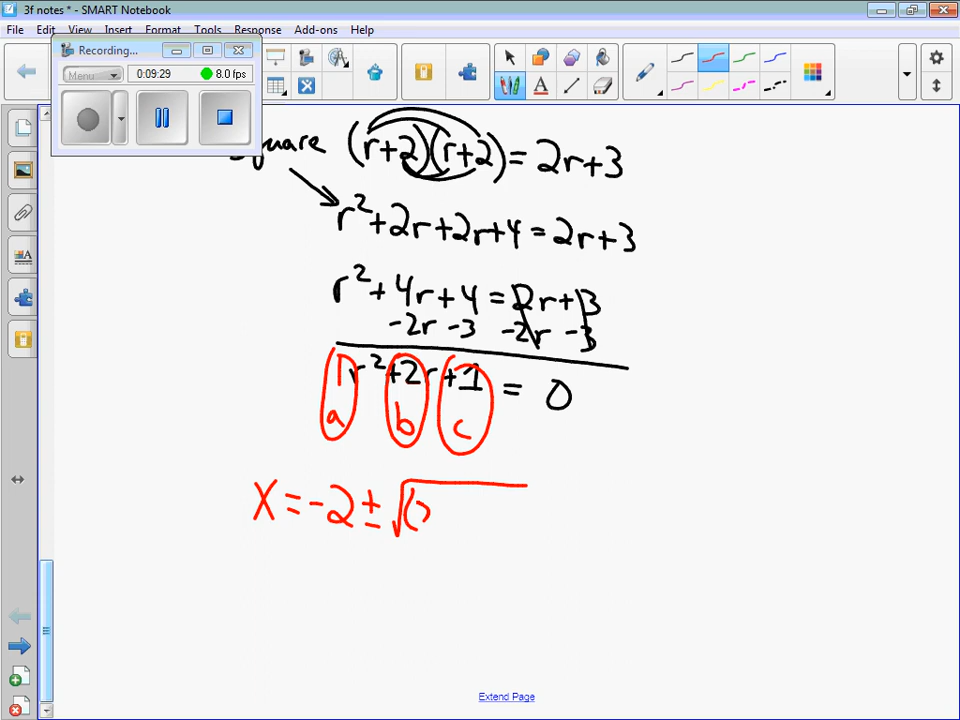 3f notes * - SMART Notebook
File Edit View Insert Format Tools Response Add-ons Help
Recording...
Menu 0:09:29 8.0 fps
(r+2)(r+2) = 2r+3
r²+2r+2r+4 = 2r+3
r²+4r+4 = 2r+3
-2r -3 -2r -3
1r²+2r+1 = 0
a b c
X = -2 ± √(
Extend Page